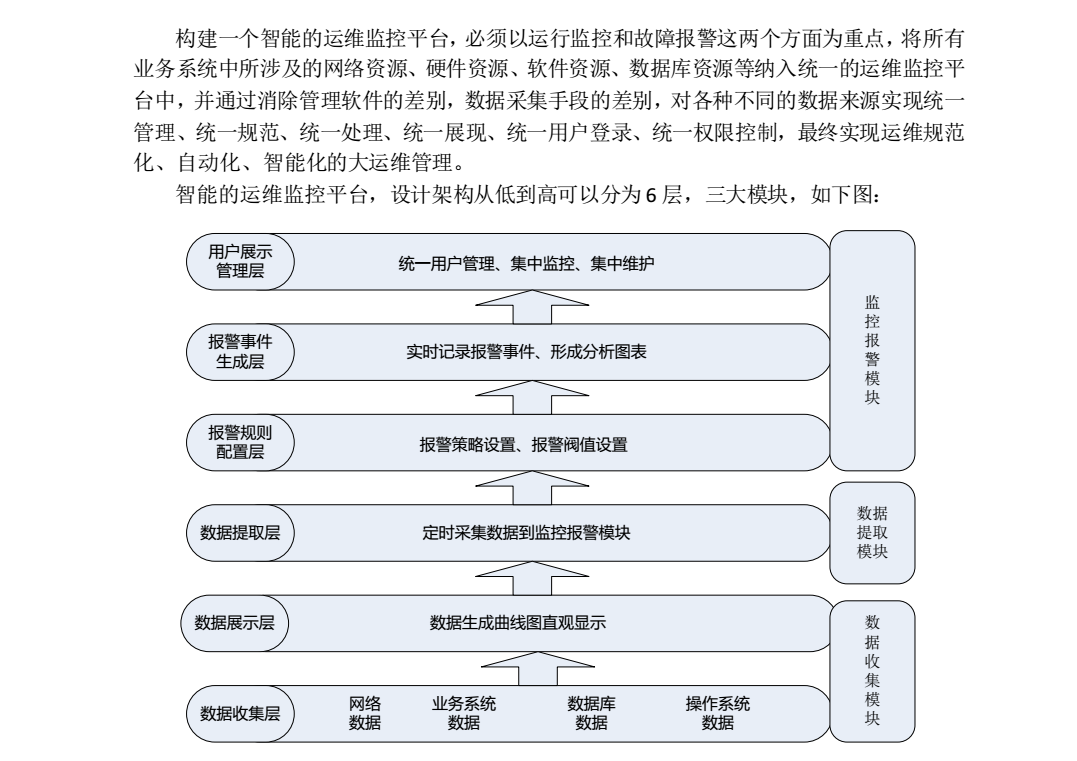 构建一个智能的运维监控平台，必须以运行监控和故障报警这两个方面为重点，将所有
业务系统中所涉及的网络资源、硬件资源、软件资源、数据库资源等纳入统一的运维监控平
台中，并通过消除管理软件的差别，数据采集手段的差别，对各种不同的数据来源实现统一
管理、统一规范、统一处理、统一展现、统一用户登录、统一权限控制，最终实现运维规范
化、自动化、智能化的大运维管理。
智能的运维监控平台，设计架构从低到高可以分为 6 层，三大模块，如下图：
用户展示
管理层
统一用户管理、集中监控、集中维护
报警事件
生成层
实时记录报警事件、形成分析图表
监
控
报
警
模
块
报警规则
配置层
报警策略设置、报警阀值设置
数据提取层
定时采集数据到监控报警模块
数据
提取
模块
数据展示层
数据生成曲线图直观显示
数
据
收
集
模
块
数据收集层
网络
数据
业务系统
数据
数据库
数据
操作系统
数据